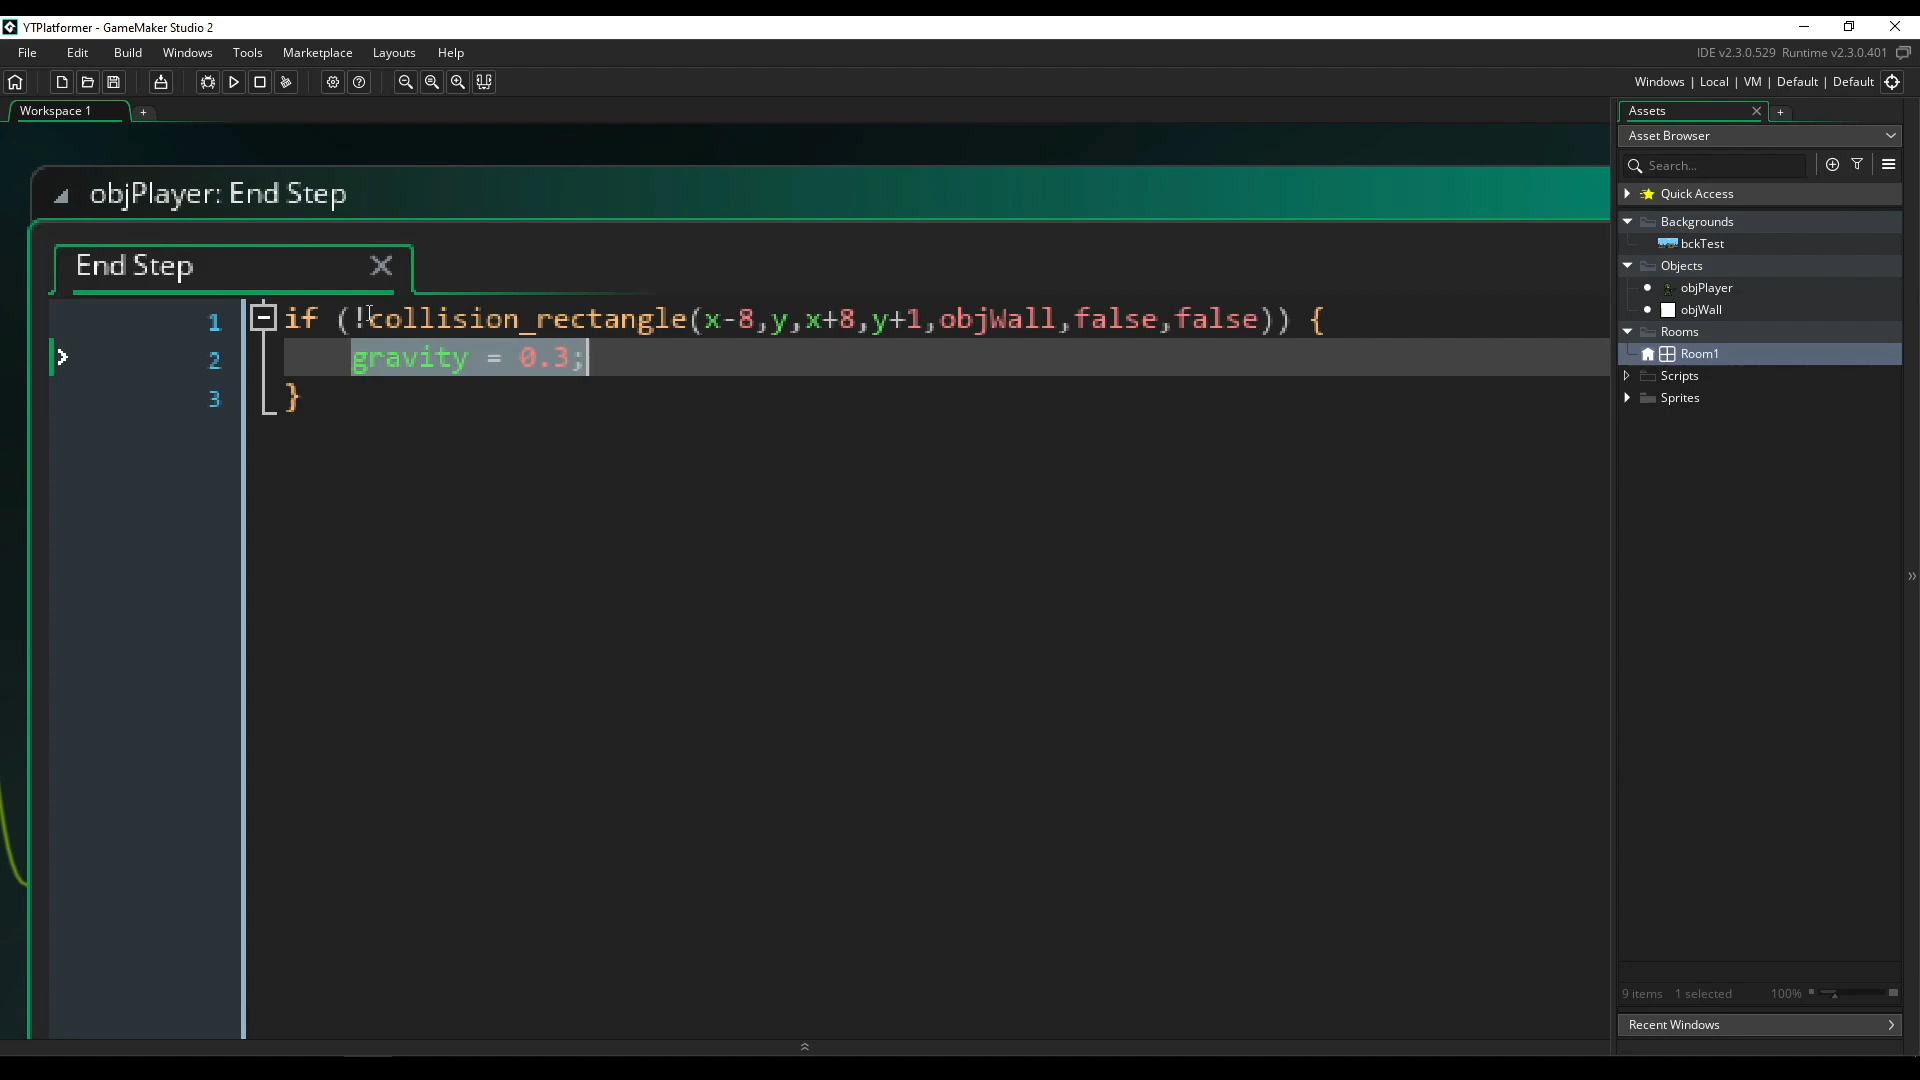 YTPlatformer - GameMaker Studio 2
File Edit Build Windows Tools Marketplace Layouts Help
IDE v2.3.0.529 Runtime v2.3.0.401
Windows | Local | VM | Default | Default
Workspace 1
Assets
Asset Browser
Search...
objPlayer: End Step
Quick Access
Backgrounds
bckTest
End Step
Objects
objPlayer
objWall
1 if (!collision_rectangle(x-8,y,x+8,y+1,objWall,false,false)) {
Rooms
2 gravity = 0.3;
Room1
Scripts
3 }
Sprites
9 items 1 selected 100%
Recent Windows